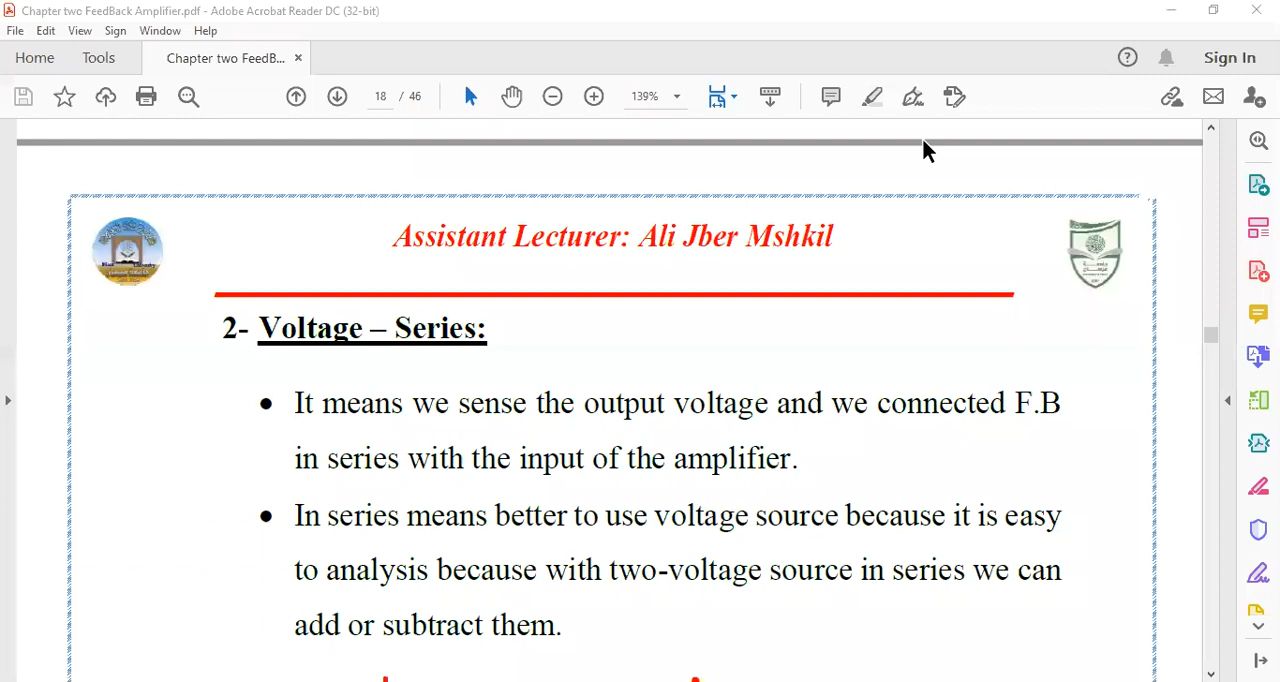 Chapter two FeedBack Amplifier.pdf - Adobe Acrobat Reader DC (32-bit)
File Edit View Sign Window Help
Home Tools Chapter two FeedB... × Sign In
18 / 46 139%
Assistant Lecturer: Ali Jber Mshkil
2- Voltage – Series:
• It means we sense the output voltage and we connected F.B
in series with the input of the amplifier.
• In series means better to use voltage source because it is easy
to analysis because with two-voltage source in series we can
add or subtract them.